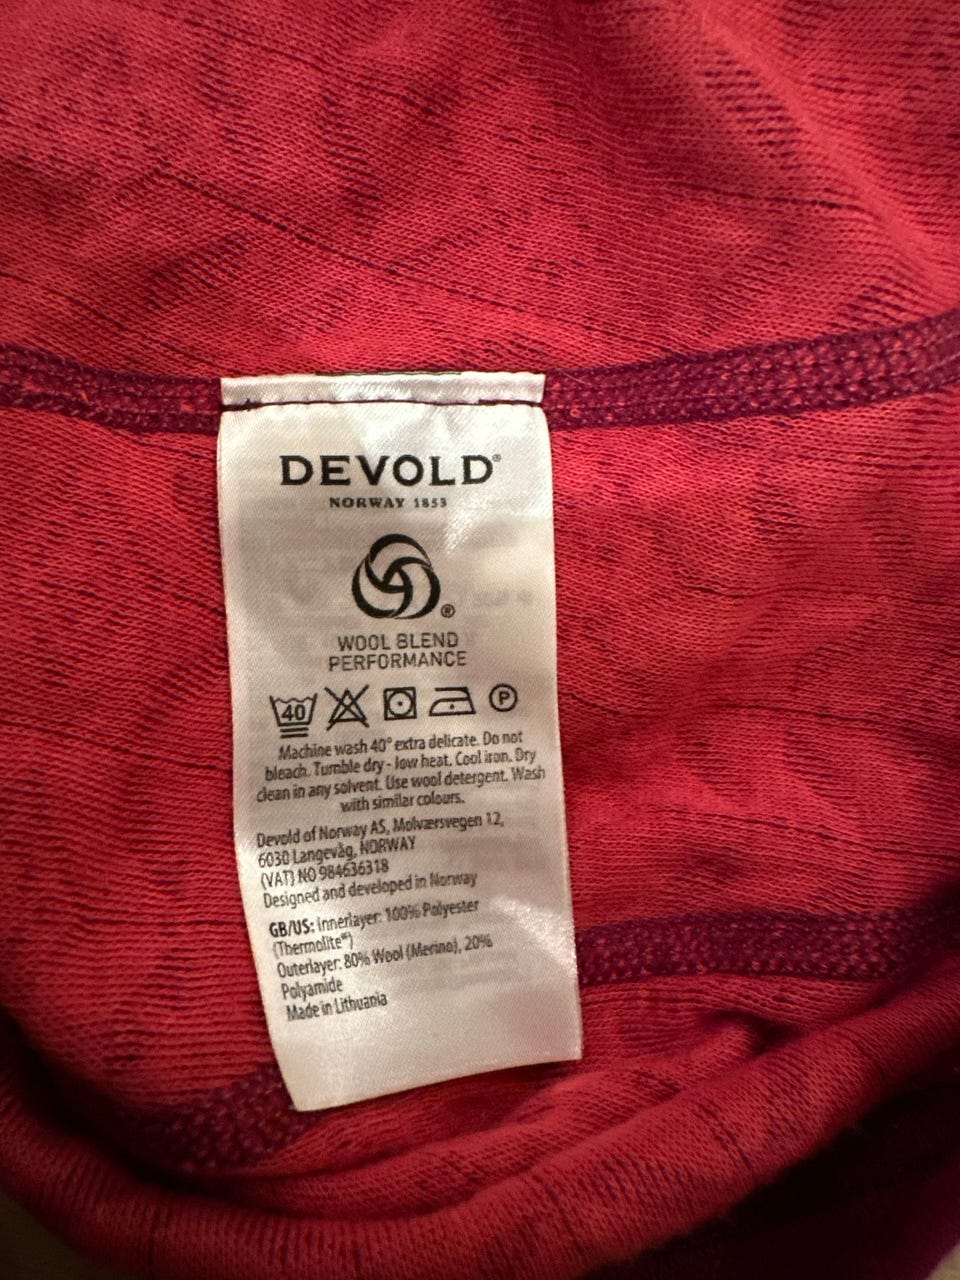 DEVOLD®
NORWAY 1853
®
WOOL BLEND
PERFORMANCE
40 P
Machine wash 40° extra delicate. Do not
bleach. Tumble dry - low heat. Cool iron. Dry
clean in any solvent. Use wool detergent. Wash
with similar colours.
Devold of Norway AS, Molværsvegen 12,
6030 Langevåg, NORWAY
(VAT) NO 984636318
Designed and developed in Norway
GB/US: Innerlayer: 100% Polyester
(Thermolite®)
Outerlayer: 80% Wool (Merino), 20%
Polyamide
Made in Lithuania